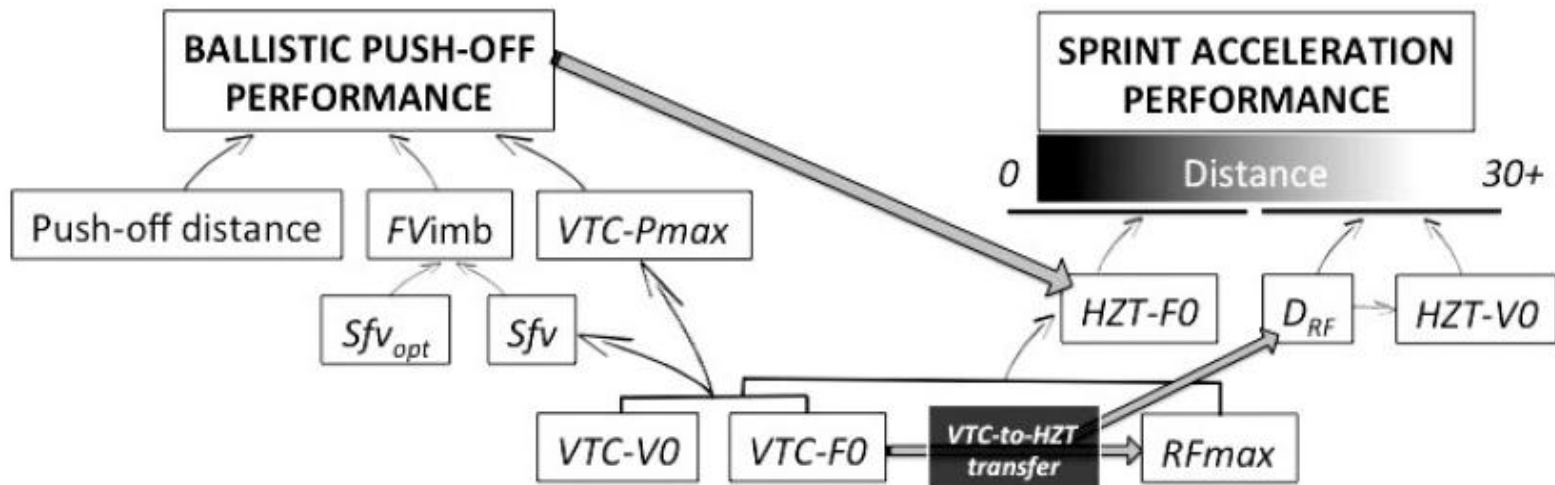 BALLISTIC PUSH-OFF
PERFORMANCE
SPRINT ACCELERATION
PERFORMANCE
0
Distance
30+
Push-off distance
FVimb
VTC-Pmax
Sfvopt
Sfv
HZT-F0
DRF
HZT-V0
VTC-V0
VTC-F0
VTC-to-HZT
transfer
RFmax